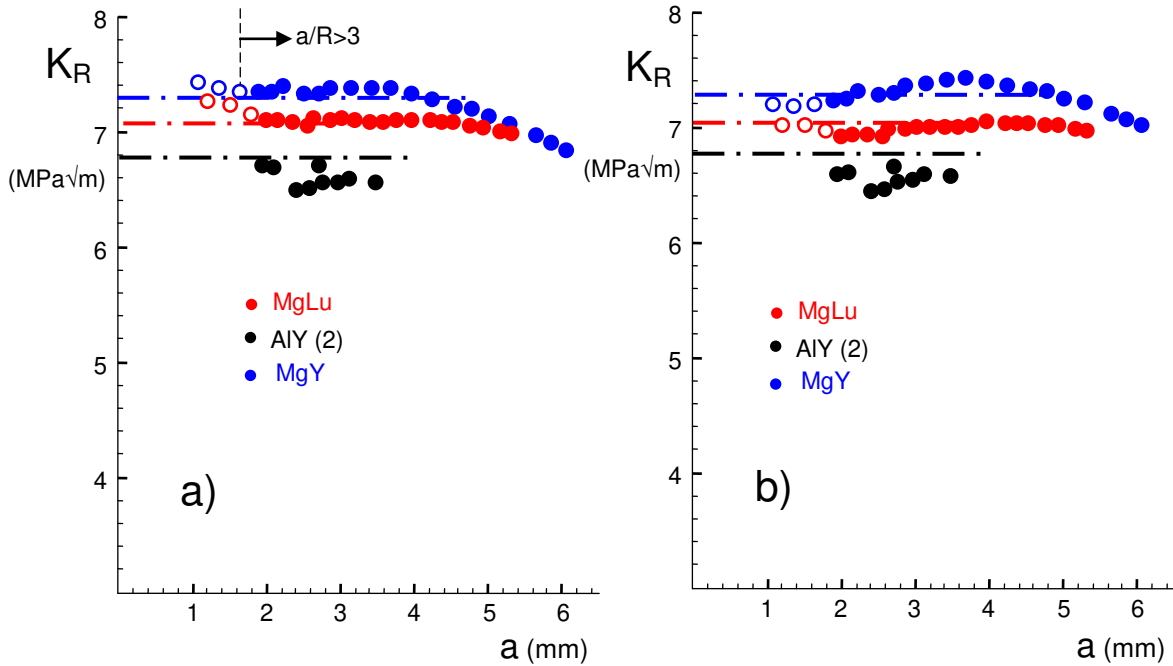 8
7
6
5
4
K_R
(MPa√m)
a/R>3
MgLu
AlY (2)
MgY
a)
1 2 3 4 5 6
a (mm)
8
7
6
5
4
K_R
(MPa√m)
MgLu
AlY (2)
MgY
b)
1 2 3 4 5 6
a (mm)